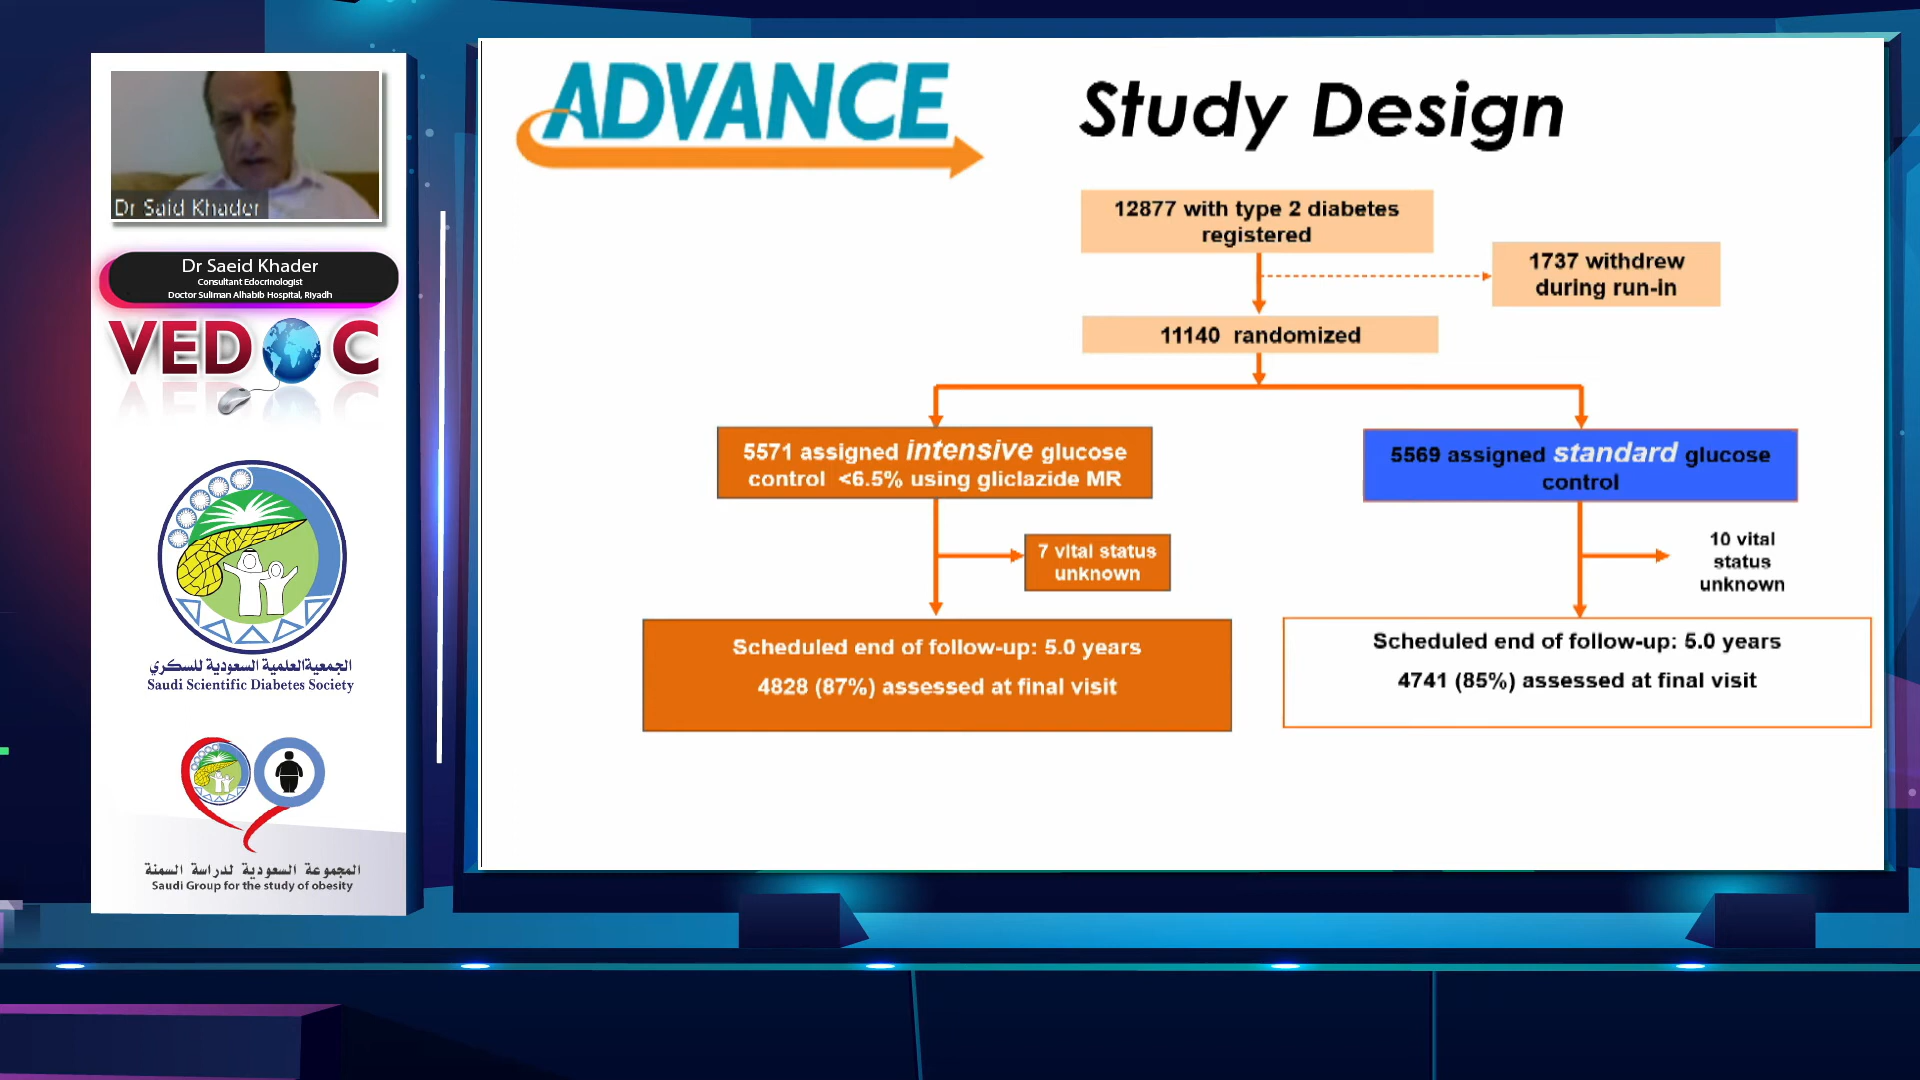 Dr Said Khader
Dr Saeid Khader
Consultant Edocrinologist
Doctor Suliman Alhabib Hospital, Riyadh
VEDOC
الجمعية العلمية السعودية للسكري
Saudi Scientific Diabetes Society
المجموعة السعودية لدراسة السمنة
Saudi Group for the study of obesity
ADVANCE
Study Design
12877 with type 2 diabetes
registered
1737 withdrew
during run-in
11140 randomized
5571 assigned intensive glucose
control <6.5% using gliclazide MR
5569 assigned standard glucose
control
7 vital status
unknown
10 vital
status
unknown
Scheduled end of follow-up: 5.0 years
4828 (87%) assessed at final visit
Scheduled end of follow-up: 5.0 years
4741 (85%) assessed at final visit